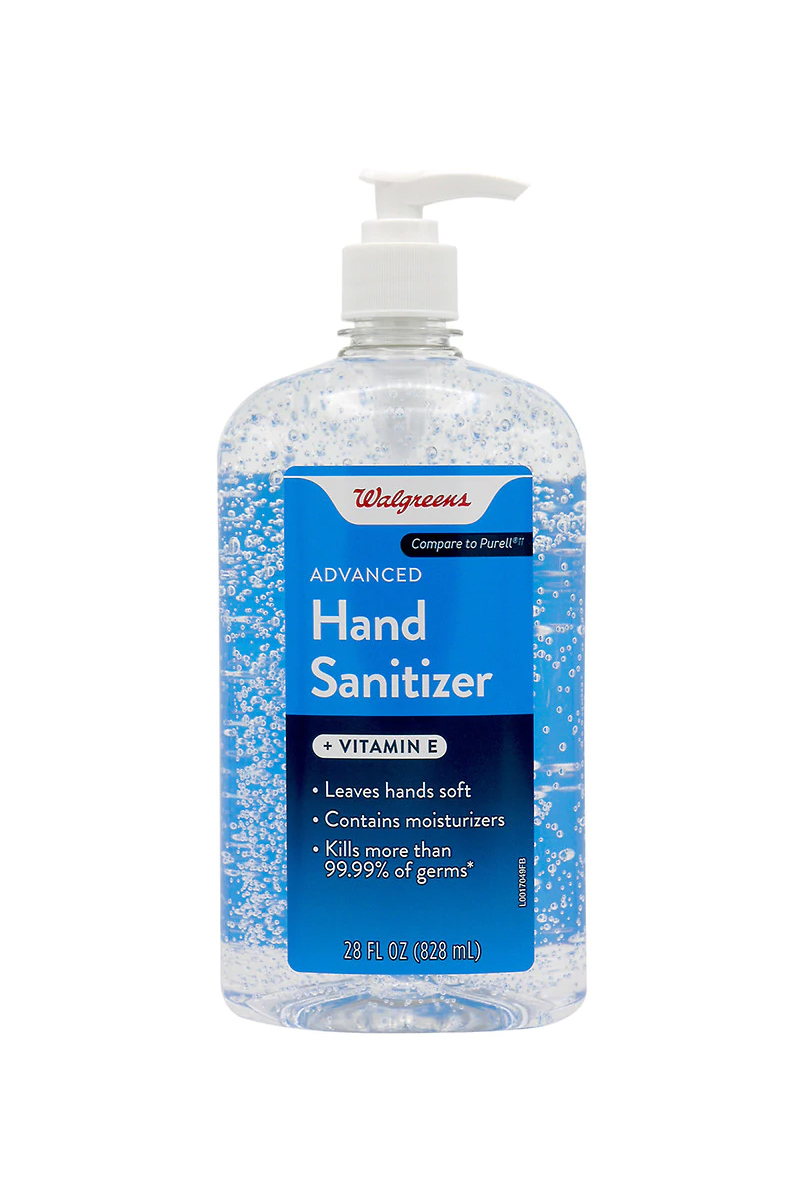 Walgreens
Compare to Purell®††
ADVANCED
Hand
Sanitizer
+ VITAMIN E
• Leaves hands soft
• Contains moisturizers
• Kills more than
99.99% of germs*
L0017049FB
28 FL OZ (828 mL)